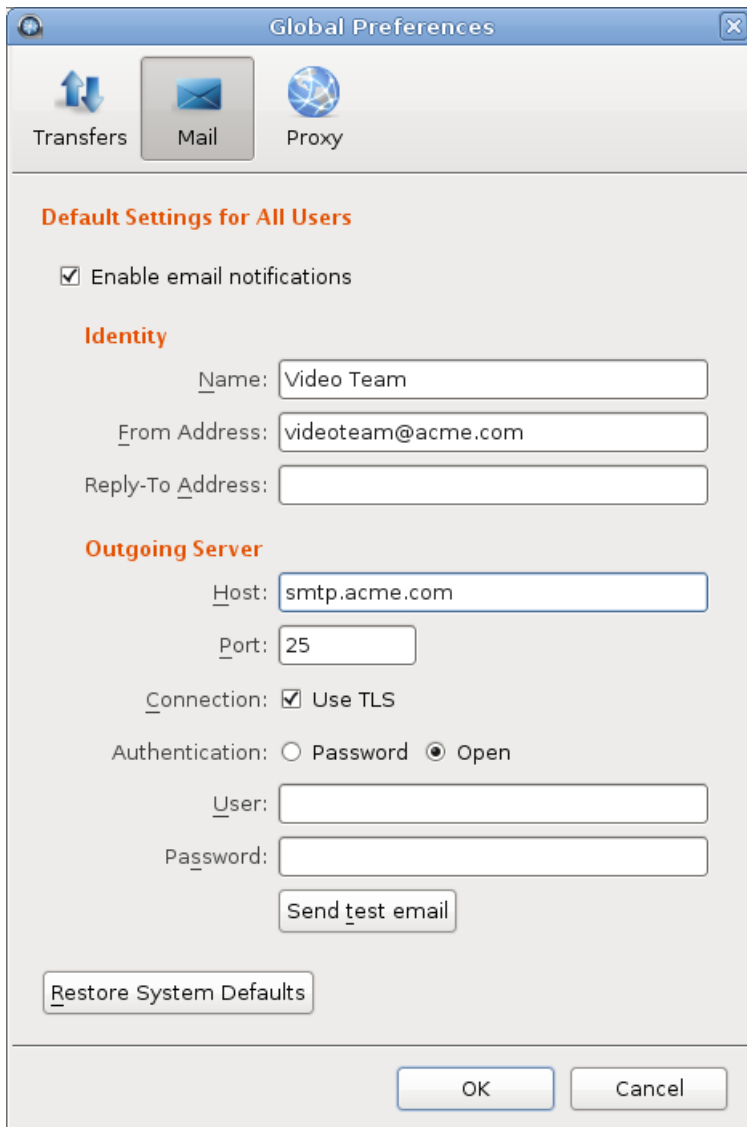 Global Preferences
Transfers Mail Proxy
Default Settings for All Users
Enable email notifications
Identity
Name: Video Team
From Address: videoteam@acme.com
Reply-To Address:
Outgoing Server
Host: smtp.acme.com
Port: 25
Connection: Use TLS
Authentication: Password Open
User:
Password:
Send test email
Restore System Defaults
OK Cancel